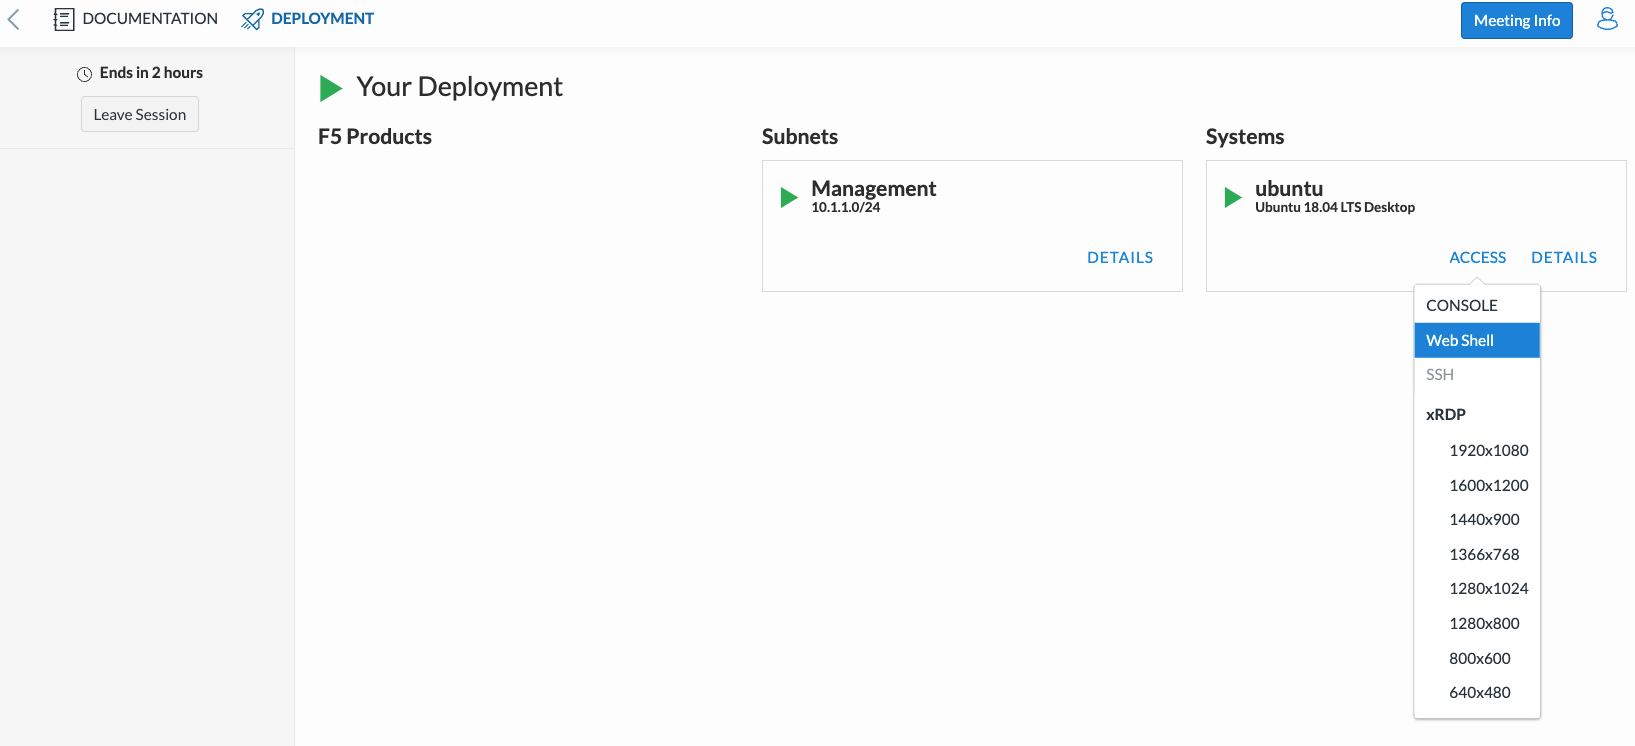 DOCUMENTATION
DEPLOYMENT
Meeting Info
Ends in 2 hours
Leave Session
Your Deployment
F5 Products
Subnets
Management
10.1.1.0/24
DETAILS
Systems
ubuntu
Ubuntu 18.04 LTS Desktop
ACCESS
DETAILS
CONSOLE
Web Shell
SSH
xRDP
1920x1080
1600x1200
1440x900
1366x768
1280x1024
1280x800
800x600
640x480